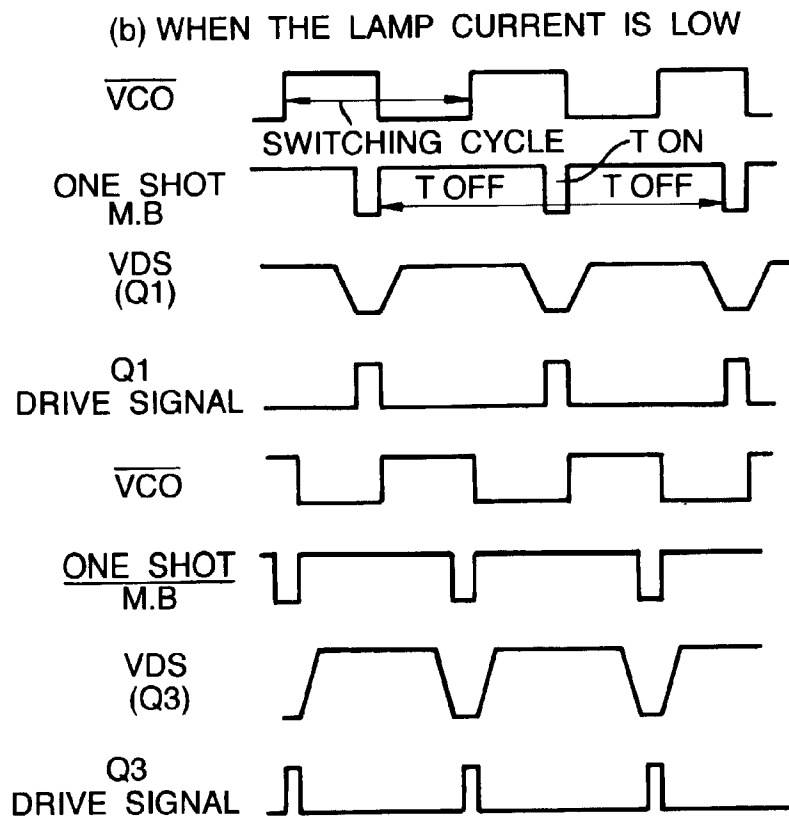 (b) WHEN THE LAMP CURRENT IS LOW
VCO
SWITCHING CYCLE
T ON
ONE SHOT
M.B
T OFF
T OFF
VDS
(Q1)
Q1
DRIVE SIGNAL
VCO
ONE SHOT
M.B
VDS
(Q3)
Q3
DRIVE SIGNAL